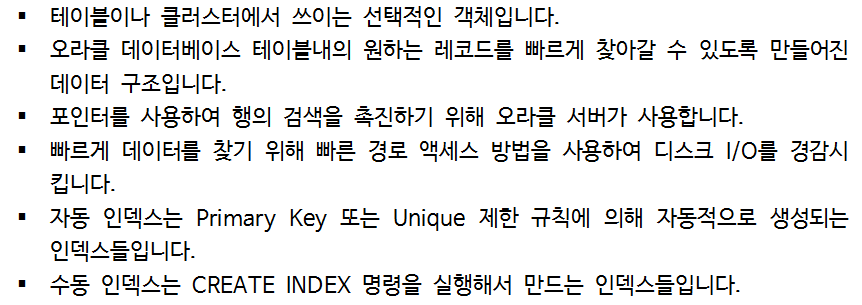 ▪ 테이블이나 클러스터에서 쓰이는 선택적인 객체입니다.
▪ 오라클 데이터베이스 테이블내의 원하는 레코드를 빠르게 찾아갈 수 있도록 만들어진
데이터 구조입니다.
▪ 포인터를 사용하여 행의 검색을 촉진하기 위해 오라클 서버가 사용합니다.
▪ 빠르게 데이터를 찾기 위해 빠른 경로 액세스 방법을 사용하여 디스크 I/O를 경감시
킵니다.
▪ 자동 인덱스는 Primary Key 또는 Unique 제한 규칙에 의해 자동적으로 생성되는
인덱스들입니다.
▪ 수동 인덱스는 CREATE INDEX 명령을 실행해서 만드는 인덱스들입니다.